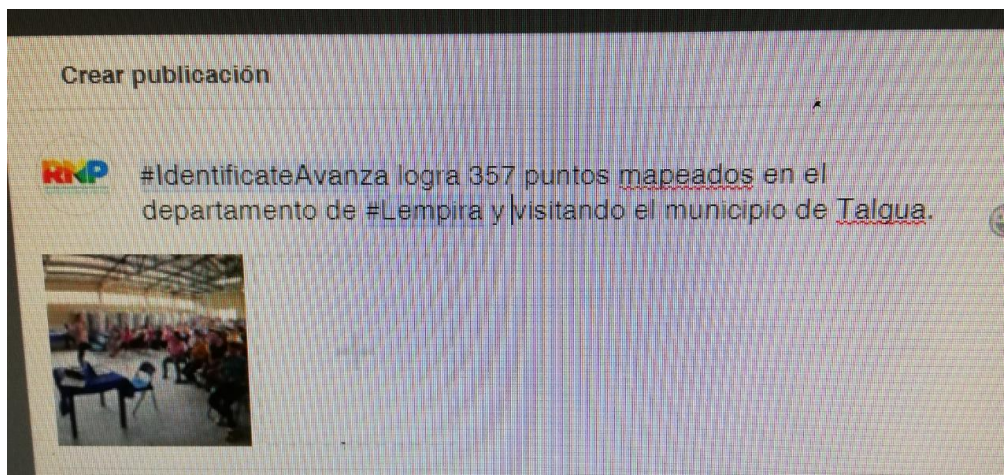 Crear publicación
RNP
#IdentificateAvanza logra 357 puntos mapeados en el
departamento de #Lempira y visitando el municipio de Talgua.